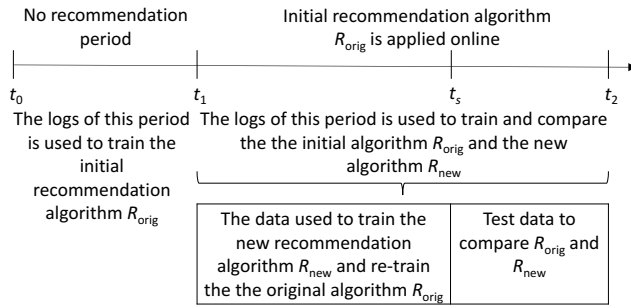 No recommendation
period
Initial recommendation algorithm
R_orig is applied online
t_0
t_1
t_s
t_2
The logs of this period
is used to train the
initial
recommendation
algorithm R_orig
The logs of this period is used to train and compare
the the initial algorithm R_orig and the new
algorithm R_new
The data used to train the
new recommendation
algorithm R_new and re-train
the the original algorithm R_orig
Test data to
compare R_orig and
R_new